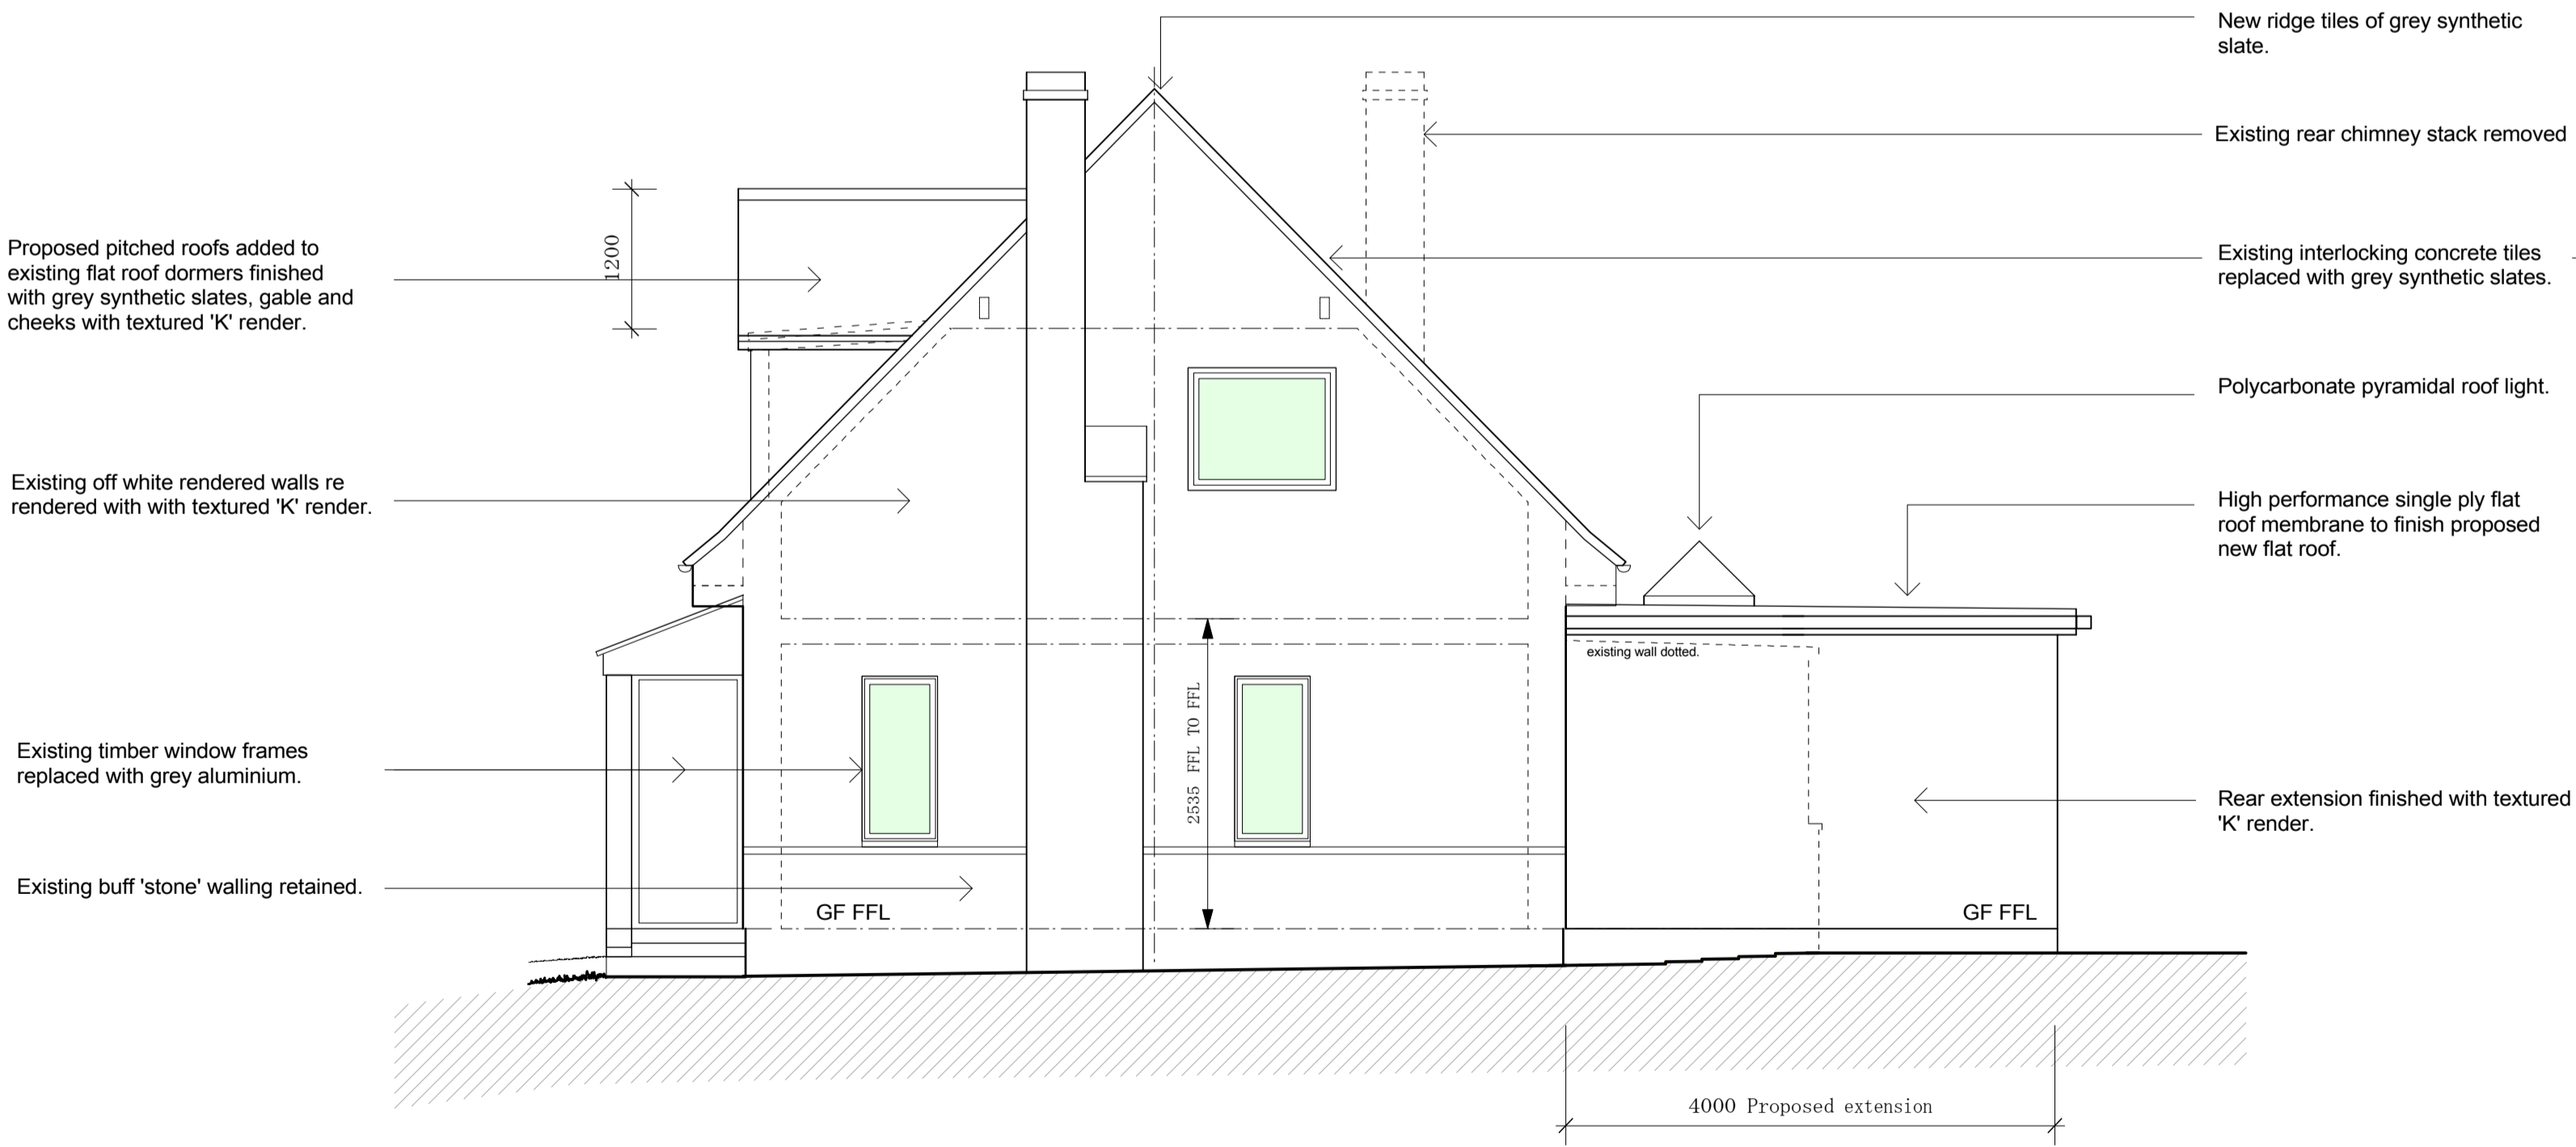 New ridge tiles of grey synthetic
slate.
Existing rear chimney stack removed
Proposed pitched roofs added to
existing flat roof dormers finished
with grey synthetic slates, gable and
cheeks with textured 'K' render.
1200
Existing interlocking concrete tiles
replaced with grey synthetic slates.
Polycarbonate pyramidal roof light.
Existing off white rendered walls re
rendered with with textured 'K' render.
High performance single ply flat
roof membrane to finish proposed
new flat roof.
existing wall dotted.
2535 FFL TO FFL
Existing timber window frames
replaced with grey aluminium.
Rear extension finished with textured
'K' render.
Existing buff 'stone' walling retained.
GF FFL
GF FFL
4000 Proposed extension